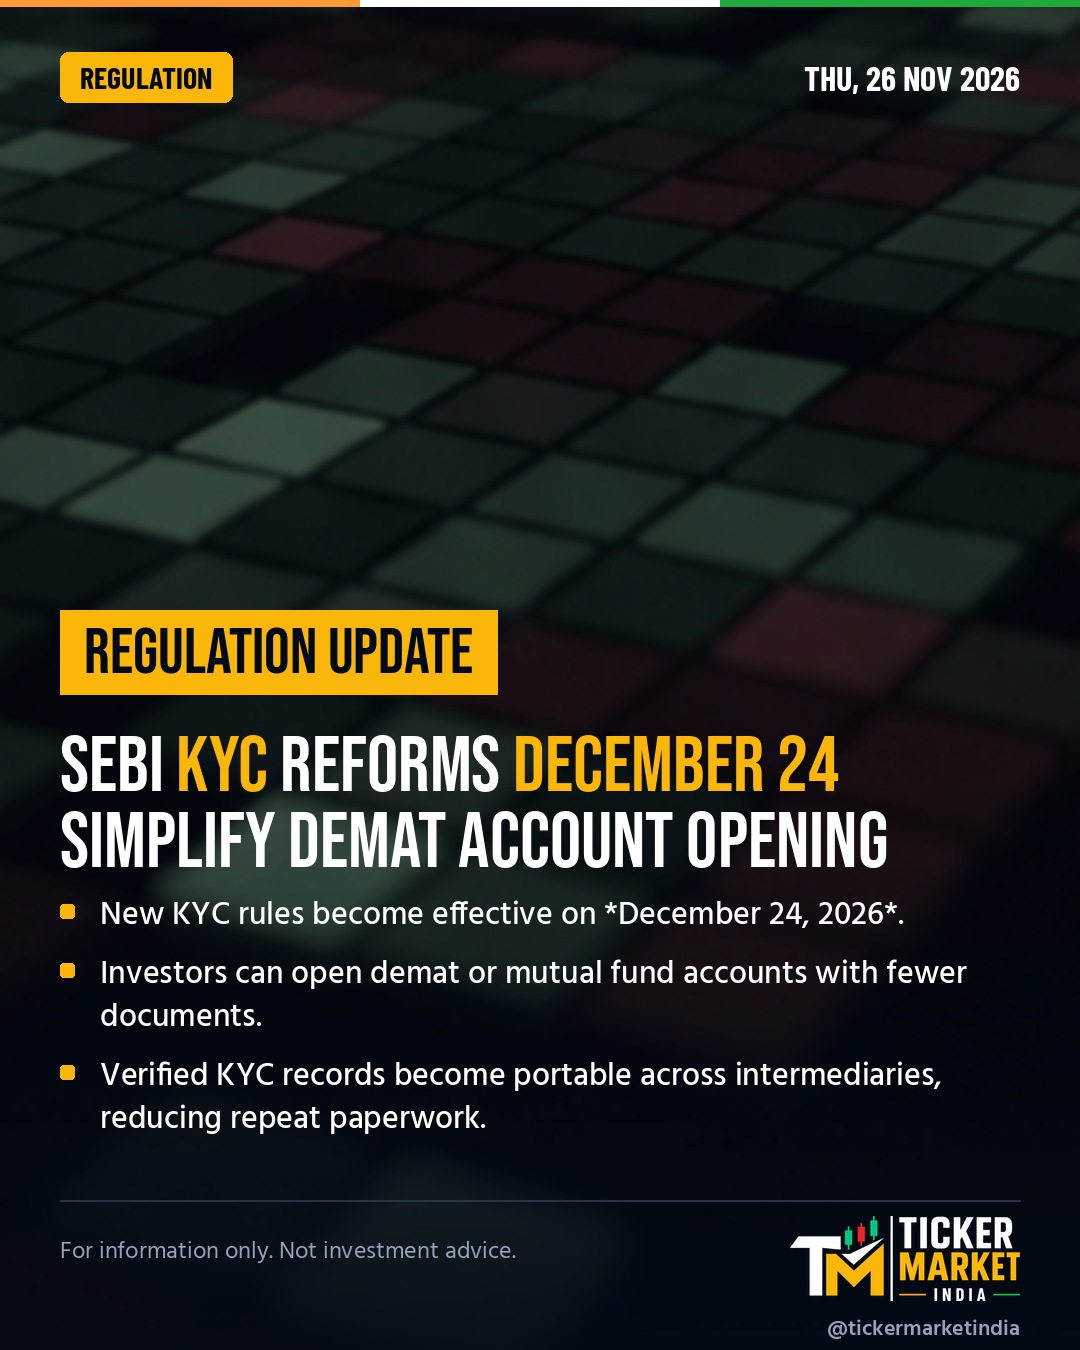 REGULATION
THU, 26 NOV 2026
REGULATION UPDATE
SEBI KYC REFORMS DECEMBER 24
SIMPLIFY DEMAT ACCOUNT OPENING
New KYC rules become effective on *December 24, 2026*.
Investors can open demat or mutual fund accounts with fewer
documents.
Verified KYC records become portable across intermediaries,
reducing repeat paperwork.
For information only. Not investment advice.
TM
TICKER
MARKET
INDIA
@tickermarketindia